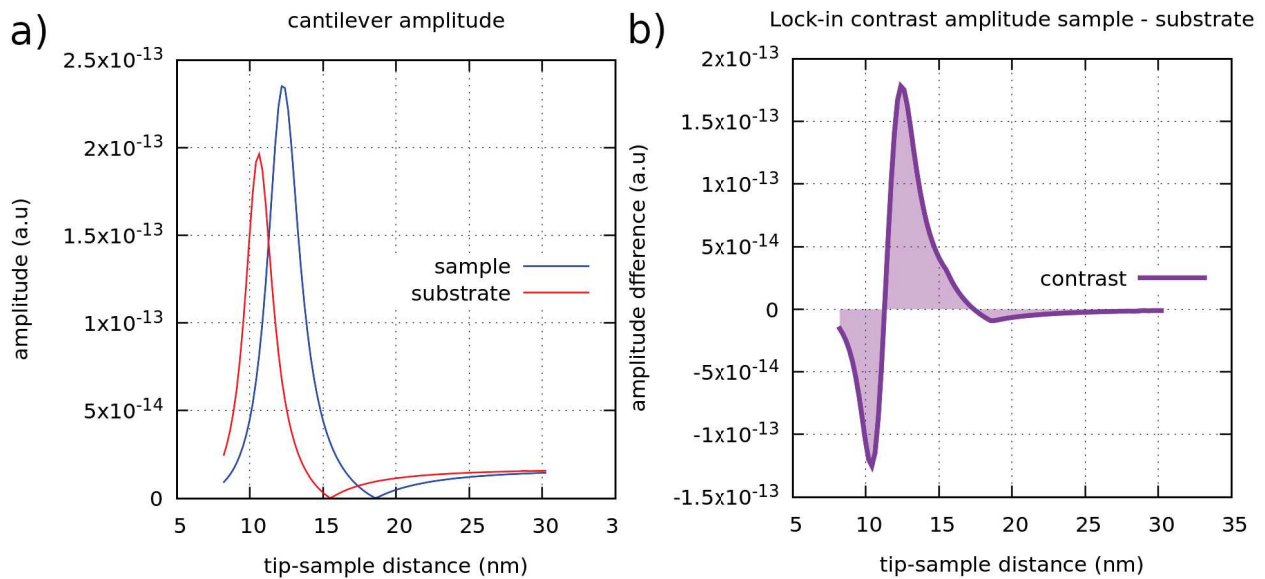 a)
cantilever amplitude
2.5x10^-13
2x10^-13
1.5x10^-13
1x10^-13
5x10^-14
0
amplitude (a.u)
sample
substrate
5 10 15 20 25 30 3
tip-sample distance (nm)
b)
Lock-in contrast amplitude sample - substrate
2x10^-13
1.5x10^-13
1x10^-13
5x10^-14
0
-5x10^-14
-1x10^-13
-1.5x10^-13
amplitude dfference (a.u)
contrast
5 10 15 20 25 30 35
tip-sample distance (nm)